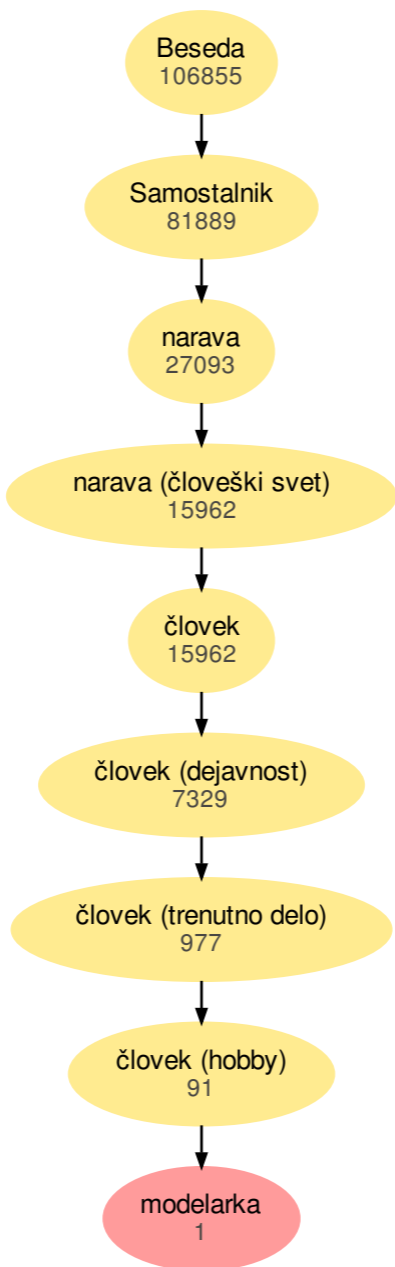 Beseda
106855
Samostalnik
81889
narava
27093
narava (človeški svet)
15962
človek
15962
človek (dejavnost)
7329
človek (trenutno delo)
977
človek (hobby)
91
modelarka
1